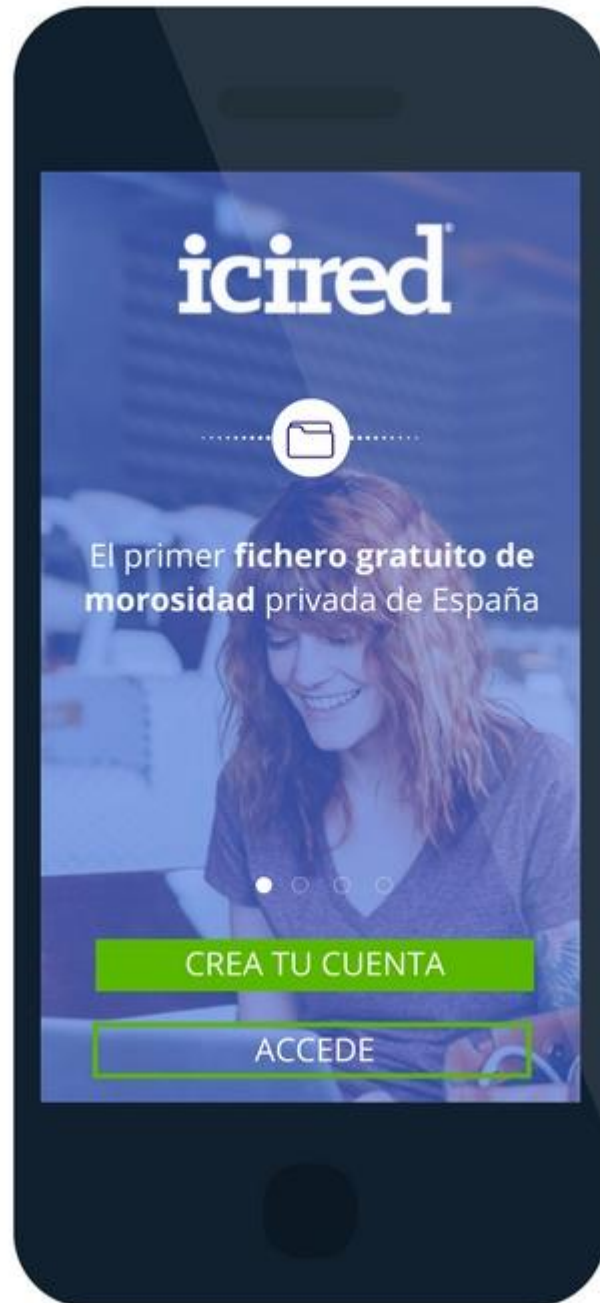 icired®
El primer fichero gratuito de
morosidad privada de España
CREA TU CUENTA
ACCEDE